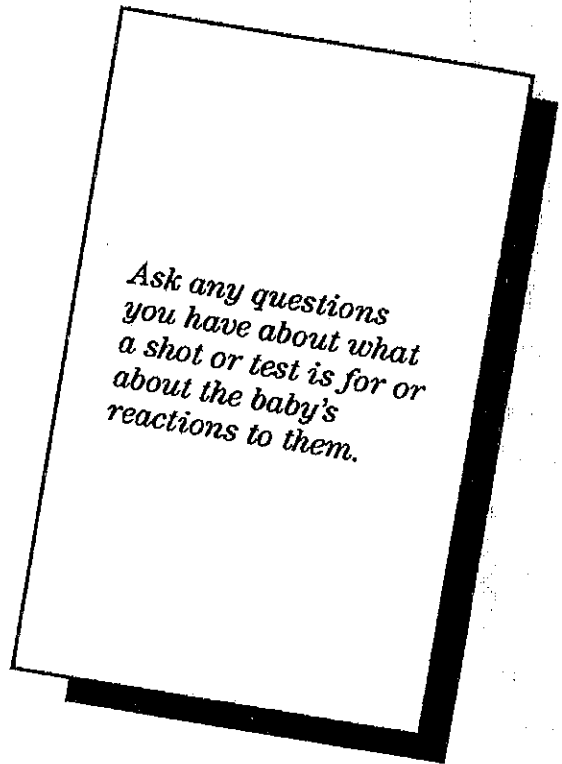 Ask any questions
you have about what
a shot or test is for or
about the baby's
reactions to them.